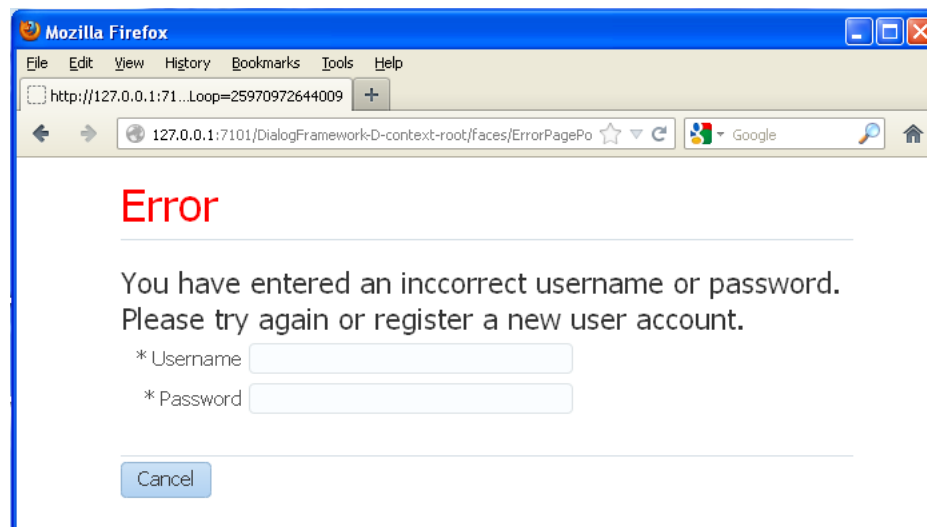 Mozilla Firefox
File Edit View History Bookmarks Tools Help
http://127.0.0.1:71...Loop=25970972644009 +
127.0.0.1:7101/DialogFramework-D-context-root/faces/ErrorPagePo Google
Error
You have entered an inccorrect username or password.
Please try again or register a new user account.
* Username
* Password
Cancel